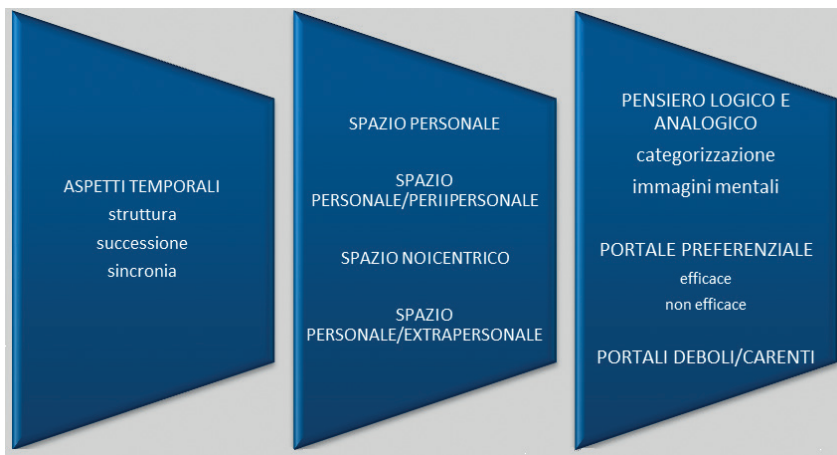 ASPETTI TEMPORALI
struttura
successione
sincronia
SPAZIO PERSONALE
SPAZIO
PERSONALE/PERIIPERSONALE
SPAZIO NOICENTRICO
SPAZIO
PERSONALE/EXTRAPERSONALE
PENSIERO LOGICO E
ANALOGICO
categorizzazione
immagini mentali
PORTALE PREFERENZIALE
efficace
non efficace
PORTALI DEBOLI/CARENTI